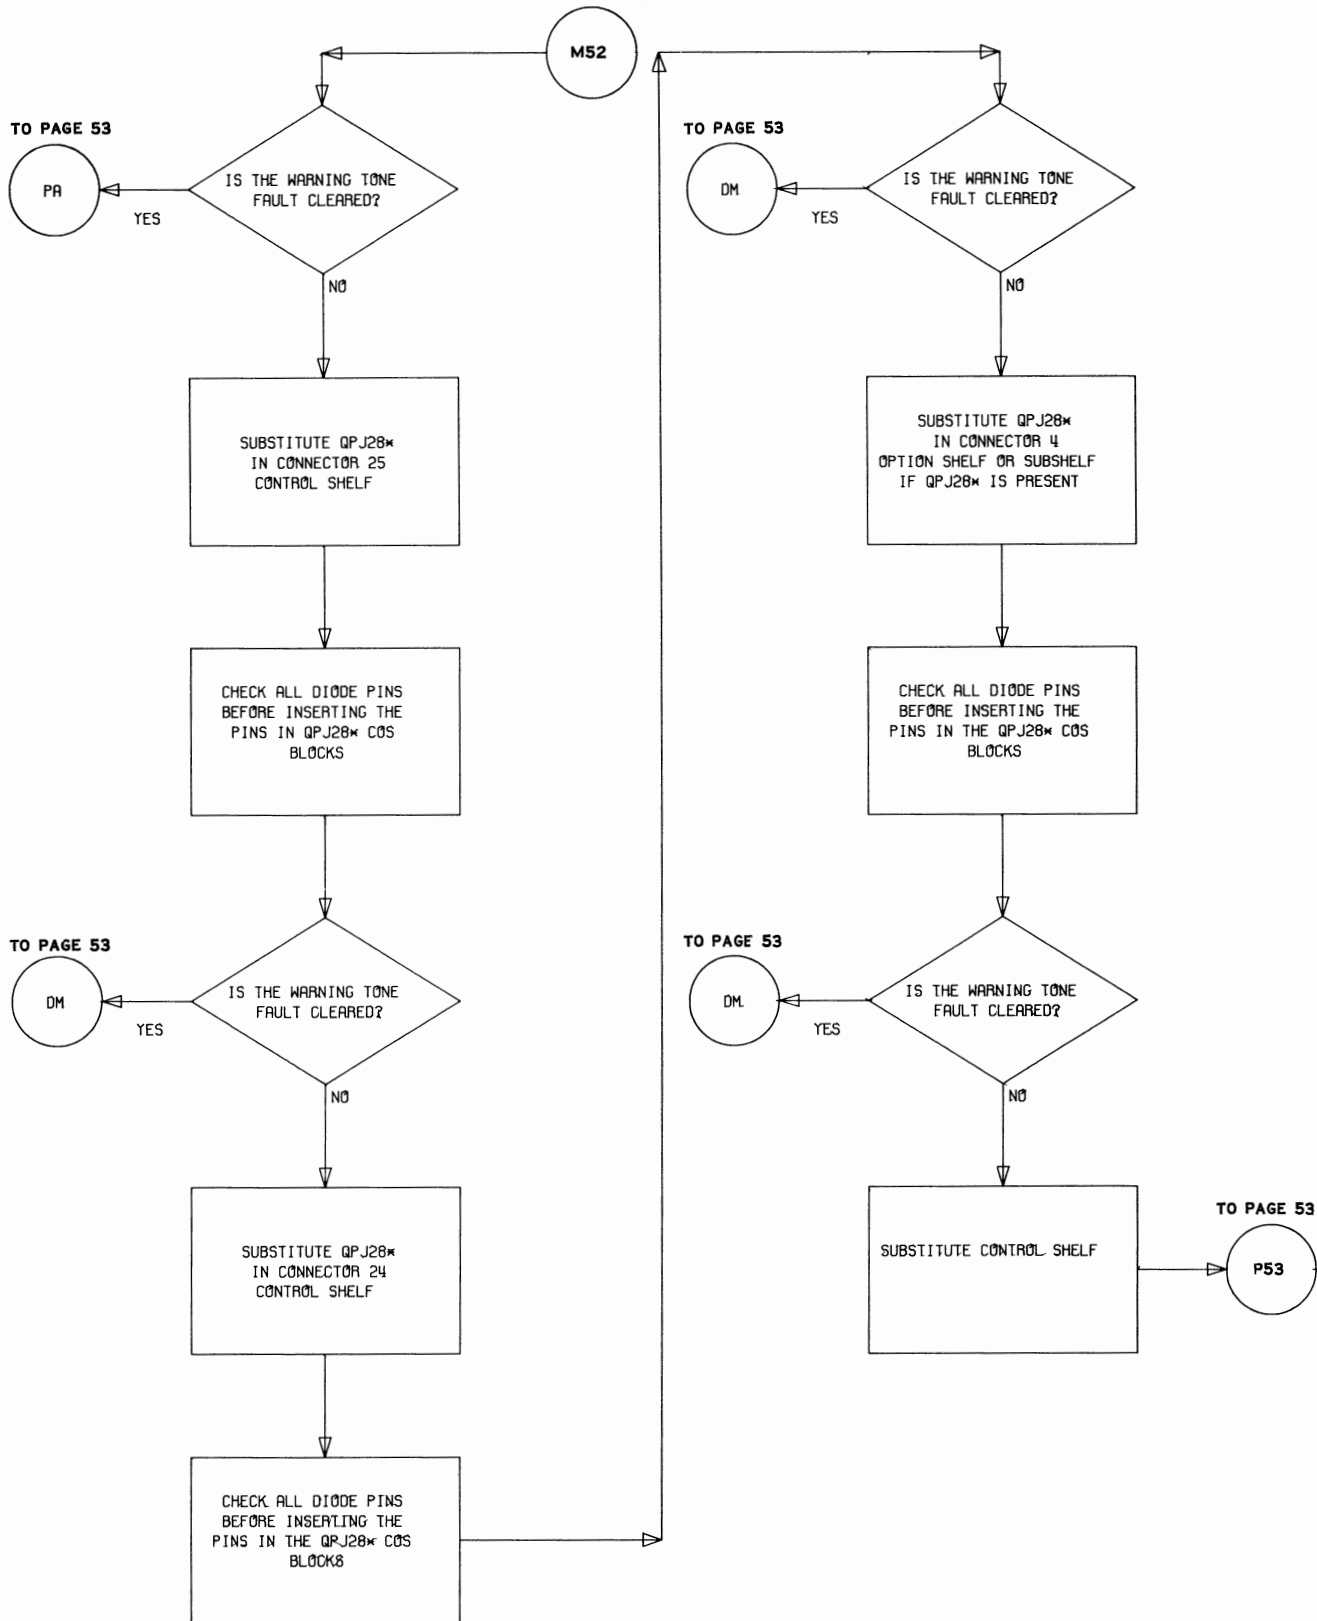 M52
TO PAGE 53
PA
YES
IS THE WARNING TONE
FAULT CLEARED?
NO
SUBSTITUTE QPJ28*
IN CONNECTOR 25
CONTROL SHELF
CHECK ALL DIODE PINS
BEFORE INSERTING THE
PINS IN QPJ28* COS
BLOCKS
TO PAGE 53
DM
YES
IS THE WARNING TONE
FAULT CLEARED?
NO
SUBSTITUTE QPJ28*
IN CONNECTOR 24
CONTROL SHELF
CHECK ALL DIODE PINS
BEFORE INSERTING THE
PINS IN THE QPJ28* COS
BLOCKS
TO PAGE 53
DM
YES
IS THE WARNING TONE
FAULT CLEARED?
NO
SUBSTITUTE QPJ28*
IN CONNECTOR 4
OPTION SHELF OR SUBSHELF
IF QPJ28* IS PRESENT
CHECK ALL DIODE PINS
BEFORE INSERTING THE
PINS IN THE QPJ28* COS
BLOCKS
TO PAGE 53
DM
YES
IS THE WARNING TONE
FAULT CLEARED?
NO
SUBSTITUTE CONTROL SHELF
TO PAGE 53
P53